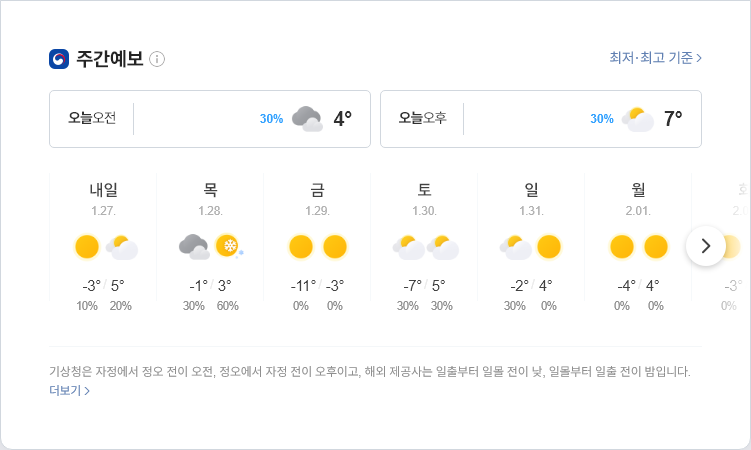 주간예보
최저·최고 기준
오늘오전 30% 4°
오늘오후 30% 7°
내일 목 금 토 일 월
1.27. 1.28. 1.29. 1.30. 1.31. 2.01.
-3° / 5° -1° / 3° -11° / -3° -7° / 5° -2° / 4° -4° / 4° -3°
10% 20% 30% 60% 0% 0% 30% 30% 30% 0% 0% 0% 0%
기상청은 자정에서 정오 전이 오전, 정오에서 자정 전이 오후이고, 해외 제공사는 일출부터 일몰 전이 낮, 일몰부터 일출 전이 밤입니다.
더보기